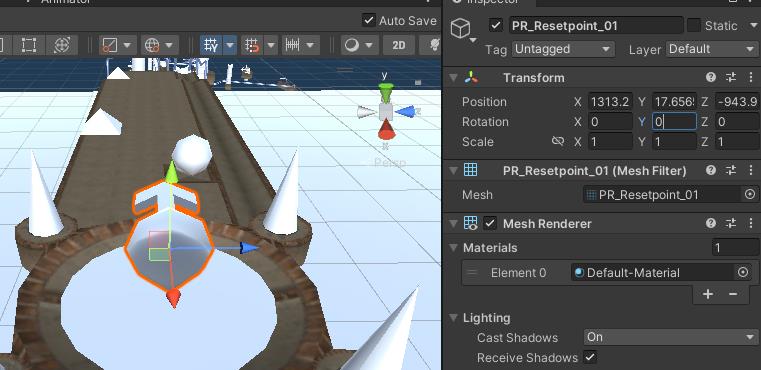 Animator
Inspector
Auto Save
PR_Resetpoint_01
Static
Tag Untagged Layer Default
2D
Transform
y
Position X 1313.2 Y 17.656 Z -943.9
Rotation X 0 Y 0 Z 0
Scale X 1 Y 1 Z 1
x
Persp
PR_Resetpoint_01 (Mesh Filter)
Mesh PR_Resetpoint_01
Mesh Renderer
Materials 1
Element 0 Default-Material
+ −
Lighting
Cast Shadows On
Receive Shadows